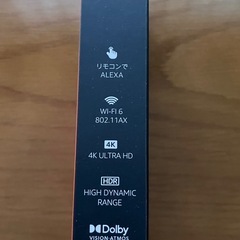 リモコンで
ALEXA
WI-FI 6
802.11AX
4K
4K ULTRA HD
HDR
HIGH DYNAMIC
RANGE
Dolby
VISION·ATMOS